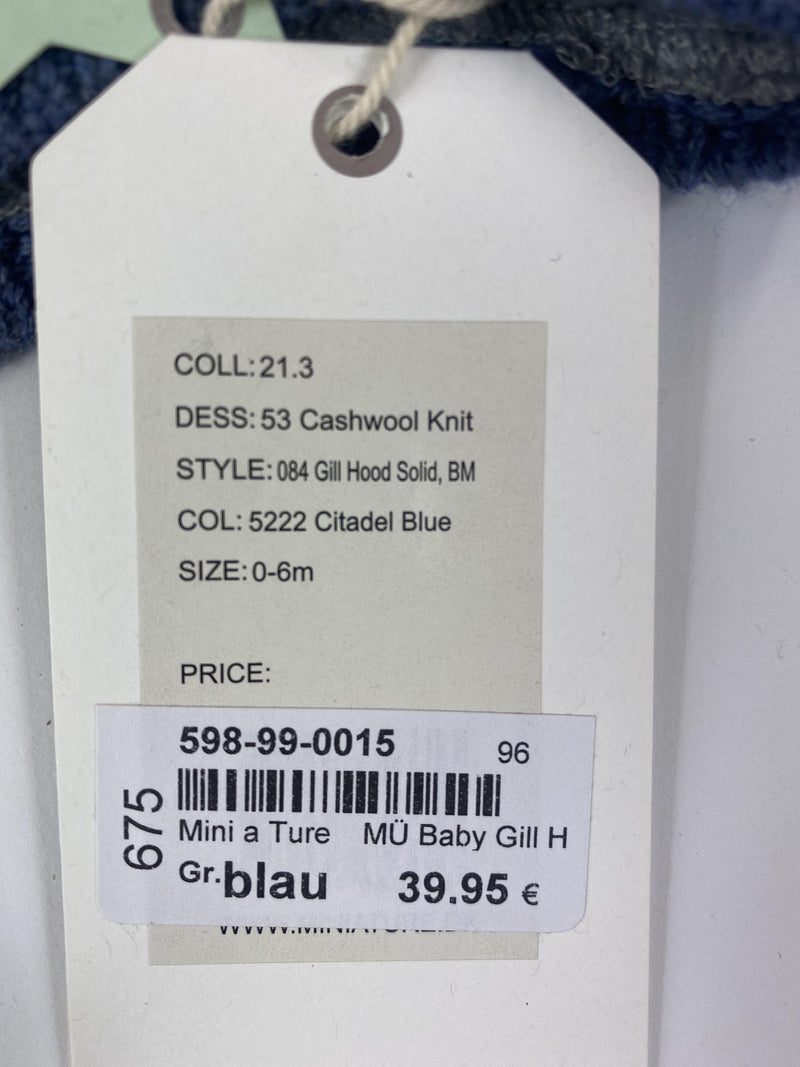 COLL: 21.3
DESS: 53 Cashwool Knit
STYLE: 084 Gill Hood Solid, BM
COL: 5222 Citadel Blue
SIZE: 0-6m
PRICE:
598-99-0015 96
675
Mini a Ture MÜ Baby Gill H
Gr. blau 39.95 €